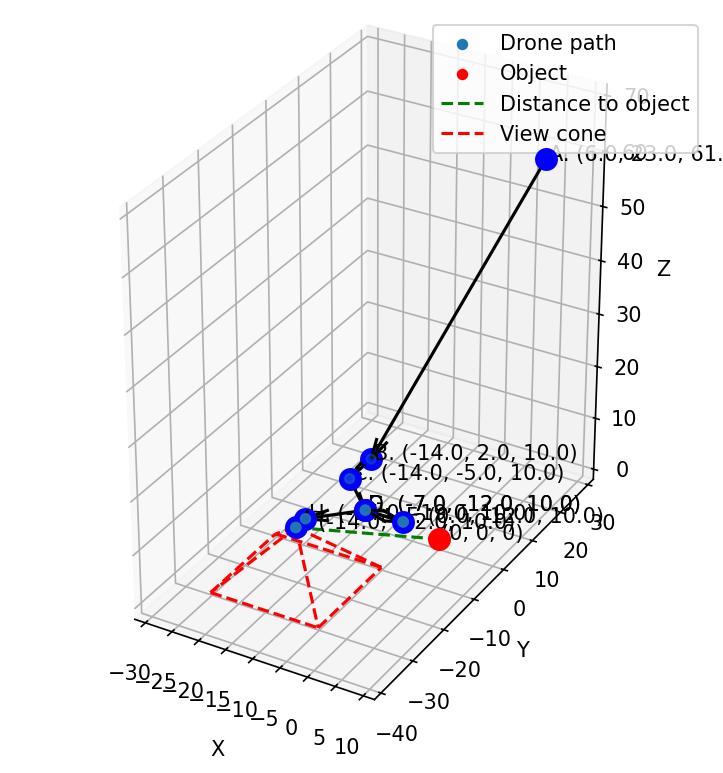 Drone path
Object
Distance to object
View cone
A. (6.0, 23.0, 61.
B. (-14.0, 2.0, 10.0)
C. (-14.0, -5.0, 10.0)
D. (-7.0, -12.0, 10.0)
0, 0, 0)
70
60
50
40
30
20
10
0
Z
30
20
10
0
−10
−20
−30
−40
Y
−30
−25
−20
−15
−10
−5
0
5
10
X